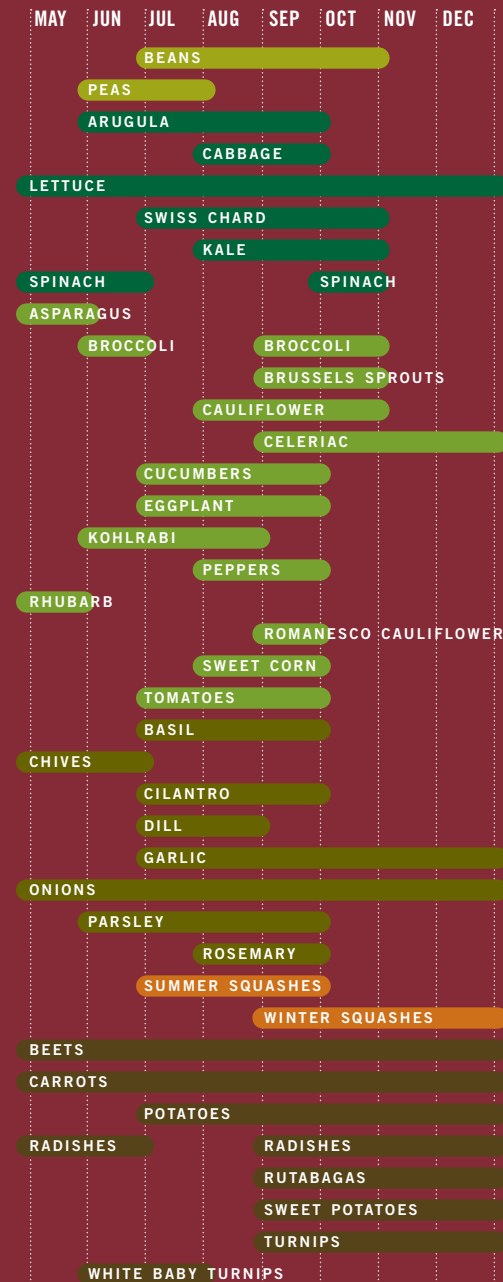 MAY JUN JUL AUG SEP OCT NOV DEC
BEANS
PEAS
ARUGULA
CABBAGE
LETTUCE
SWISS CHARD
KALE
SPINACH SPINACH
ASPARAGUS
BROCCOLI BROCCOLI
BRUSSELS SPROUTS
CAULIFLOWER
CELERIAC
CUCUMBERS
EGGPLANT
KOHLRABI
PEPPERS
RHUBARB
ROMANESCO CAULIFLOWER
SWEET CORN
TOMATOES
BASIL
CHIVES
CILANTRO
DILL
GARLIC
ONIONS
PARSLEY
ROSEMARY
SUMMER SQUASHES
WINTER SQUASHES
BEETS
CARROTS
POTATOES
RADISHES RADISHES
RUTABAGAS
SWEET POTATOES
TURNIPS
WHITE BABY TURNIPS